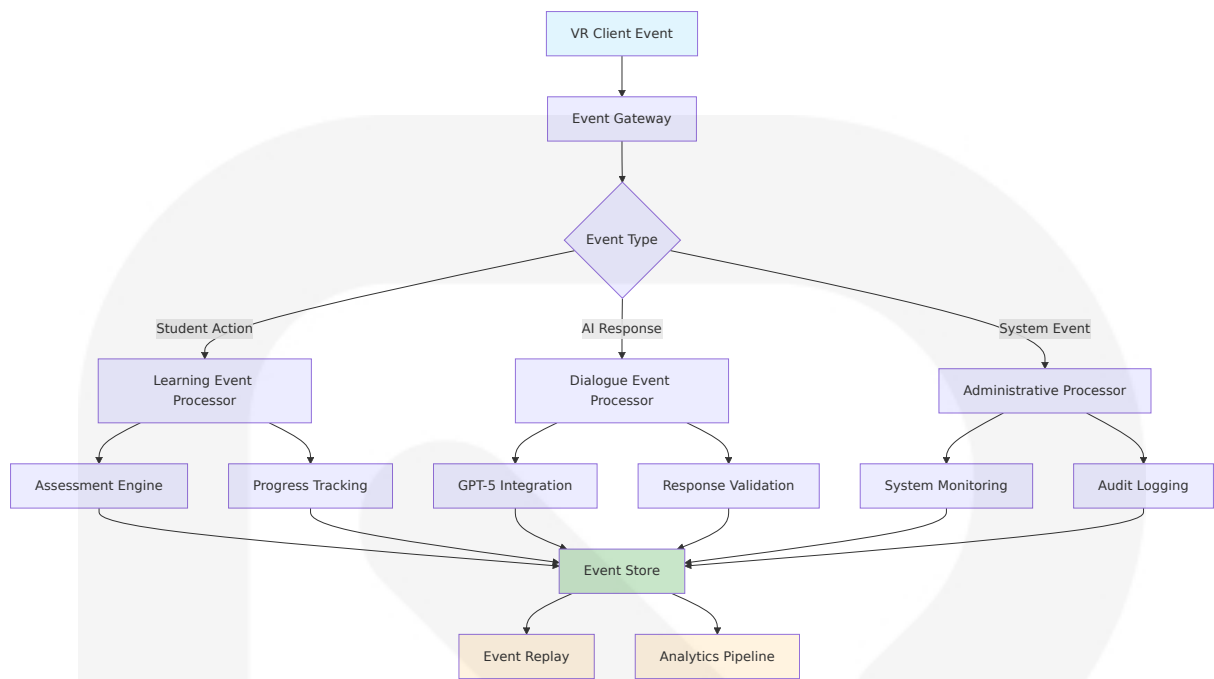 VR Client Event
Event Gateway
Event Type
Student Action
AI Response
System Event
Learning Event
Processor
Dialogue Event
Processor
Administrative Processor
Assessment Engine
Progress Tracking
GPT-5 Integration
Response Validation
System Monitoring
Audit Logging
Event Store
Event Replay
Analytics Pipeline